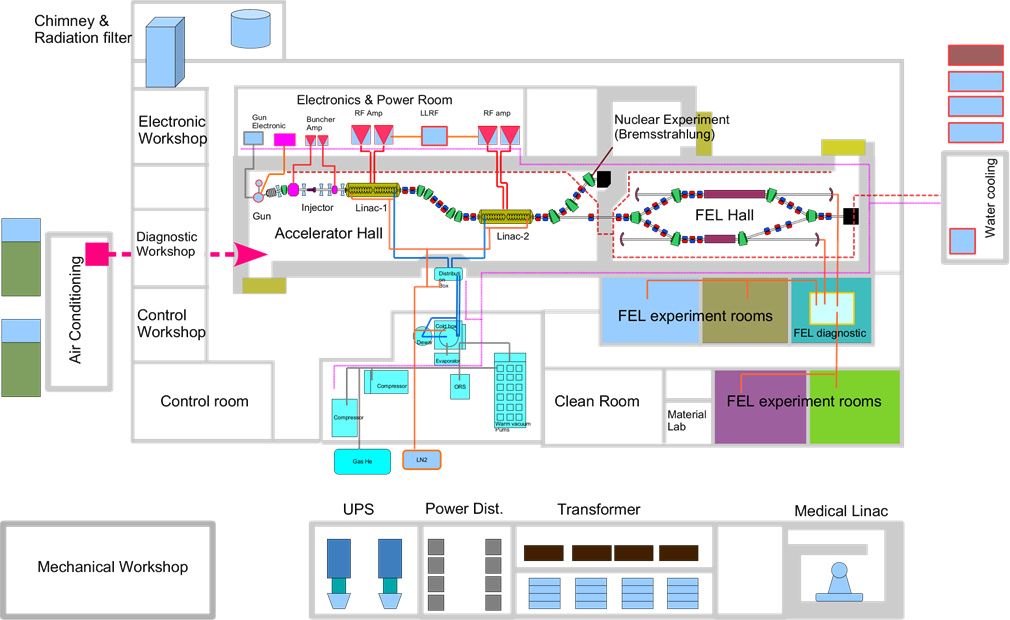 Chimney &
Radiation filter
Electronics & Power Room
Gun
Electronic
Buncher
Amp
RF Amp
LLRF
RF amp
Nuclear Experiment
(Bremsstrahlung)
Electronic
Workshop
Gun
Injector
Linac-1
Linac-2
Accelerator Hall
FEL Hall
Water cooling
Diagnostic
Workshop
Air Conditioning
Distributi
on
Box
Control
Workshop
Cold box
Dewar
Evaporator
FEL experiment rooms
FEL diagnostic
Control room
Compressor
ORS
Compressor
Warm vacuum
Pums
Clean Room
Material
Lab
FEL experiment rooms
Gas He
LN2
UPS
Power Dist.
Transformer
Medical Linac
Mechanical Workshop